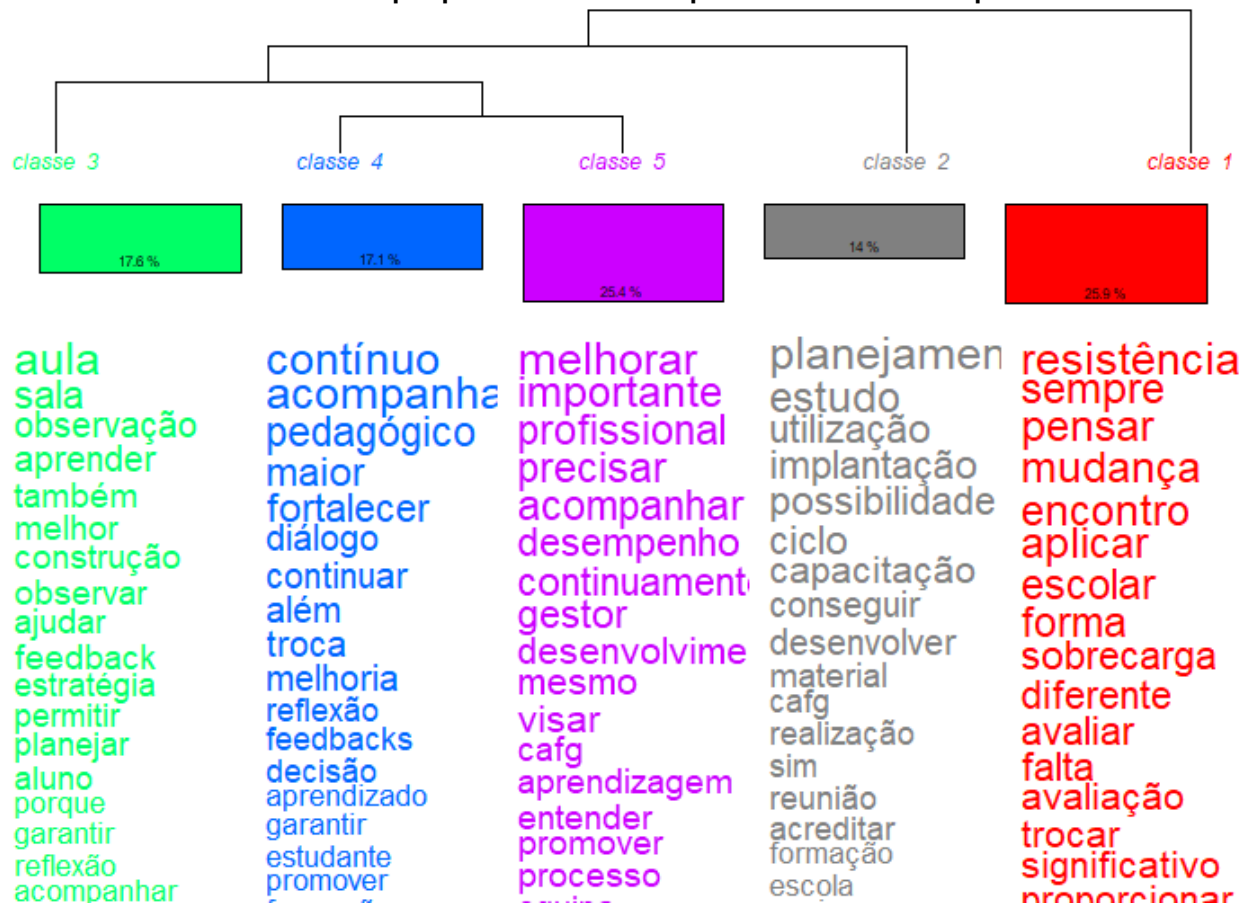 classe 3
classe 4
classe 5
classe 2
classe 1
17.6 %
17.1 %
25.4 %
14 %
25.9 %
aula
sala
observação
aprender
também
melhor
construção
observar
ajudar
feedback
estratégia
permitir
planejar
aluno
porque
garantir
reflexão
acompanhar
contínuo
acompanha
pedagógico
maior
fortalecer
diálogo
continuar
além
troca
melhoria
reflexão
feedbacks
decisão
aprendizado
garantir
estudante
promover
melhorar
importante
profissional
precisar
acompanhar
desempenho
continuament
gestor
desenvolvime
mesmo
visar
cafg
aprendizagem
entender
promover
processo
planejamen
estudo
utilização
implantação
possibilidade
ciclo
capacitação
conseguir
desenvolver
material
cafg
realização
sim
reunião
acreditar
formação
escola
resistência
sempre
pensar
mudança
encontro
aplicar
escolar
forma
sobrecarga
diferente
avaliar
falta
avaliação
trocar
significativo
proporcionar